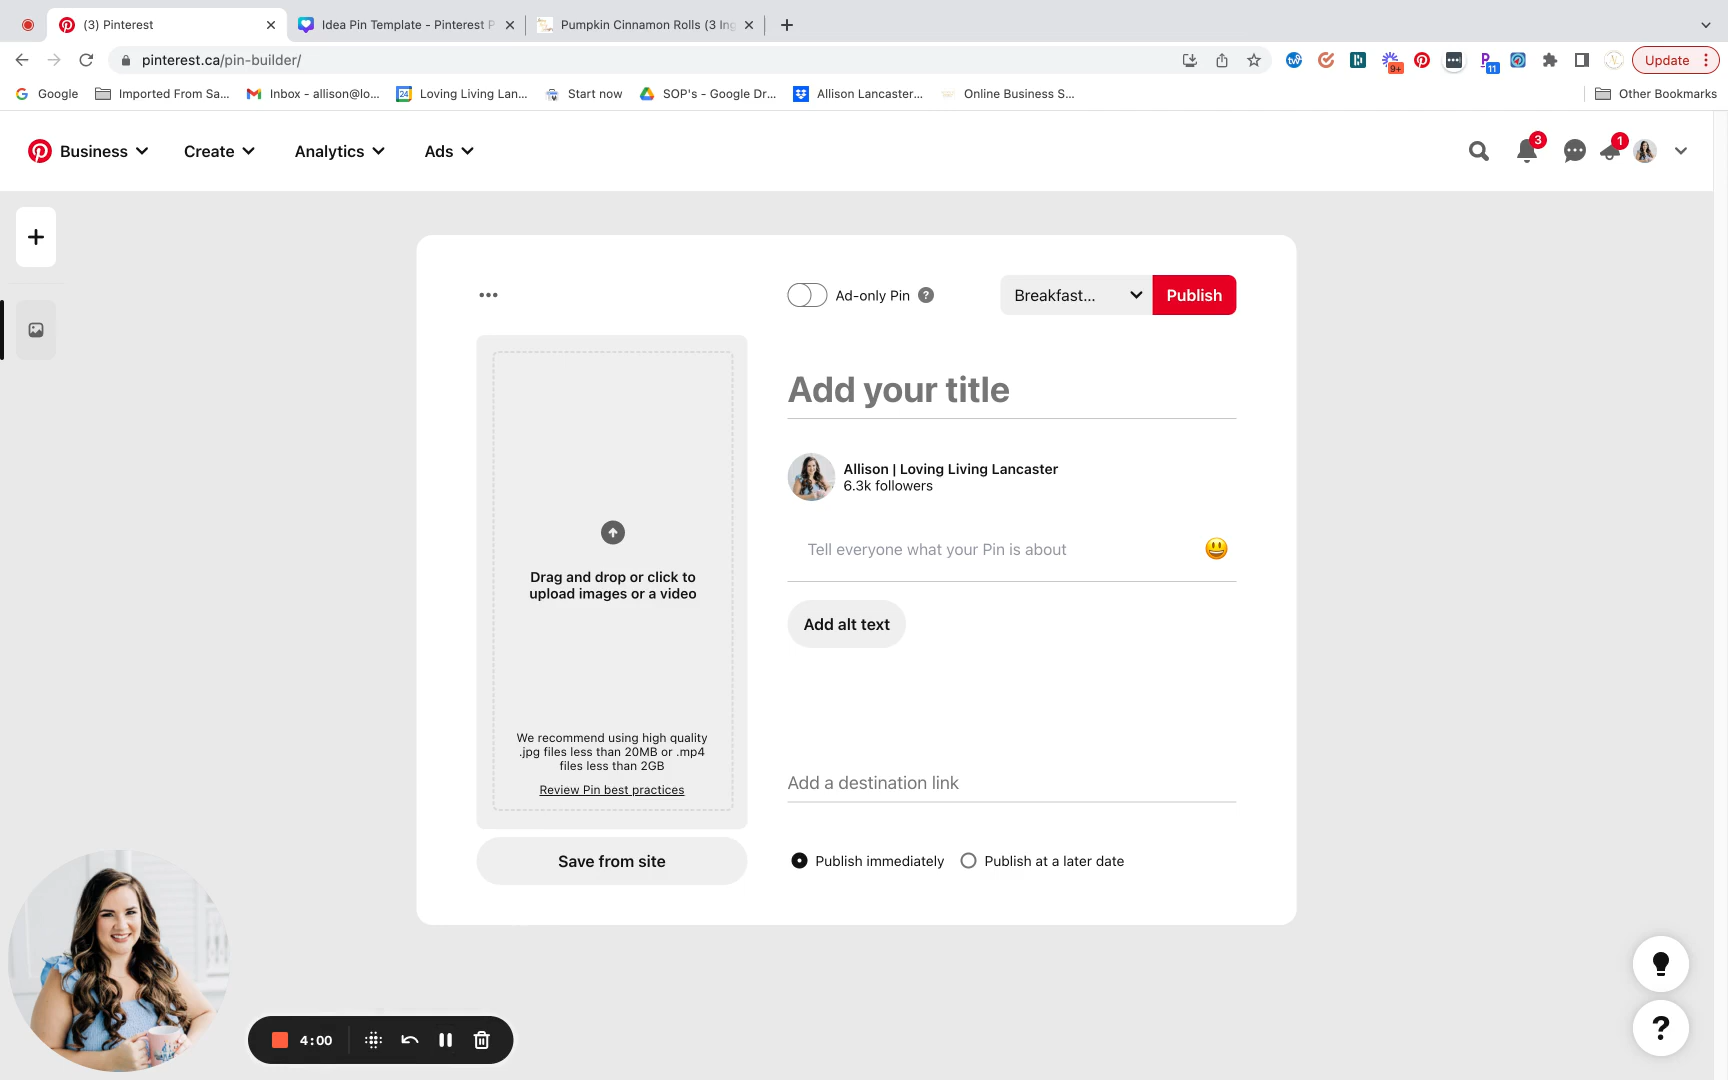 (3) Pinterest
Idea Pin Template - Pinterest P
Pumpkin Cinnamon Rolls (3 Ing
pinterest.ca/pin-builder/
9+
11
Update
Google
Imported From Sa...
Inbox - allison@lo...
24
Loving Living Lan...
Start now
SOP's - Google Dr...
Allison Lancaster...
Online Business S...
Other Bookmarks
Business
Create
Analytics
Ads
3
1
Ad-only Pin
?
Breakfast...
Publish
Add your title
Allison | Loving Living Lancaster
6.3k followers
Tell everyone what your Pin is about
Drag and drop or click to
upload images or a video
Add alt text
We recommend using high quality
.jpg files less than 20MB or .mp4
files less than 2GB
Review Pin best practices
Add a destination link
Save from site
Publish immediately
Publish at a later date
4:00
?